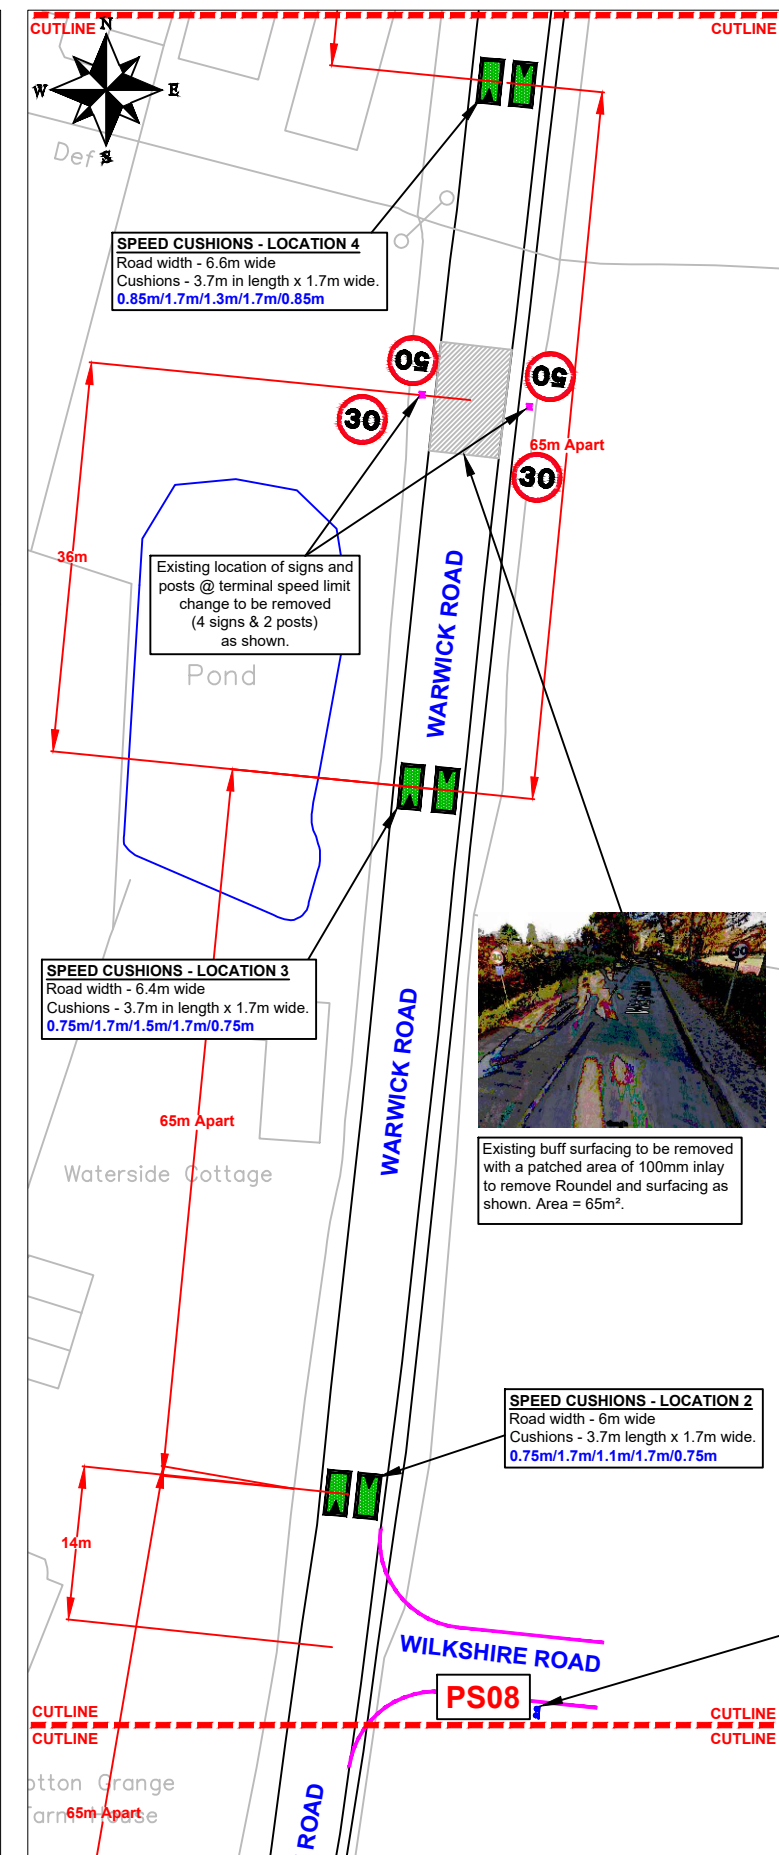 CUTLINE
CUTLINE
N
W
E
S
Def
SPEED CUSHIONS - LOCATION 4
Road width - 6.6m wide
Cushions - 3.7m in length x 1.7m wide.
0.85m/1.7m/1.3m/1.7m/0.85m
50
50
30
30
65m Apart
36m
Existing location of signs and
posts @ terminal speed limit
change to be removed
(4 signs & 2 posts)
as shown.
Pond
WARWICK ROAD
SPEED CUSHIONS - LOCATION 3
Road width - 6.4m wide
Cushions - 3.7m in length x 1.7m wide.
0.75m/1.7m/1.5m/1.7m/0.75m
WARWICK ROAD
65m Apart
Existing buff surfacing to be removed
with a patched area of 100mm inlay
to remove Roundel and surfacing as
shown. Area = 65m².
Waterside Cottage
SPEED CUSHIONS - LOCATION 2
Road width - 6m wide
Cushions - 3.7m length x 1.7m wide.
0.75m/1.7m/1.1m/1.7m/0.75m
14m
WILKSHIRE ROAD
PS08
CUTLINE
CUTLINE
CUTLINE
CUTLINE
otton Grange
arm House
65m Apart
ROAD